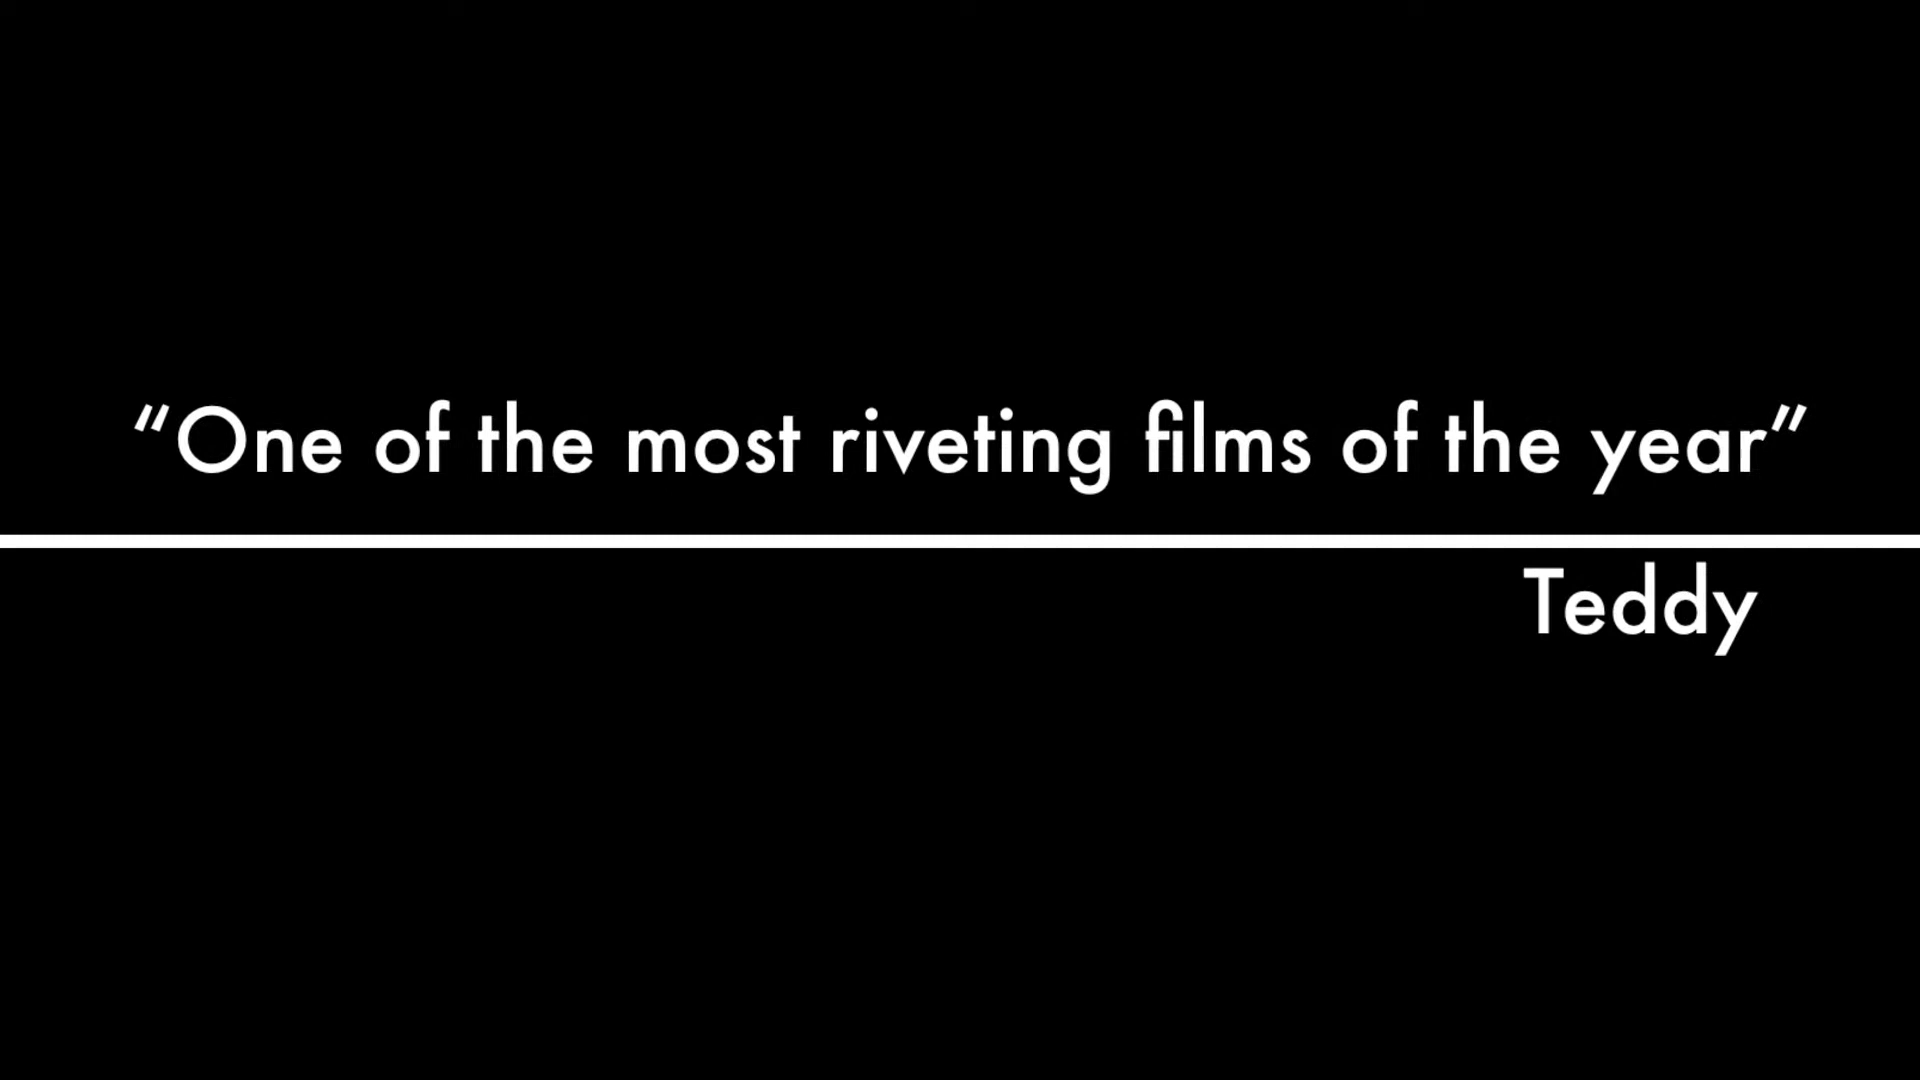 “One of the most riveting films of the year”
Teddy